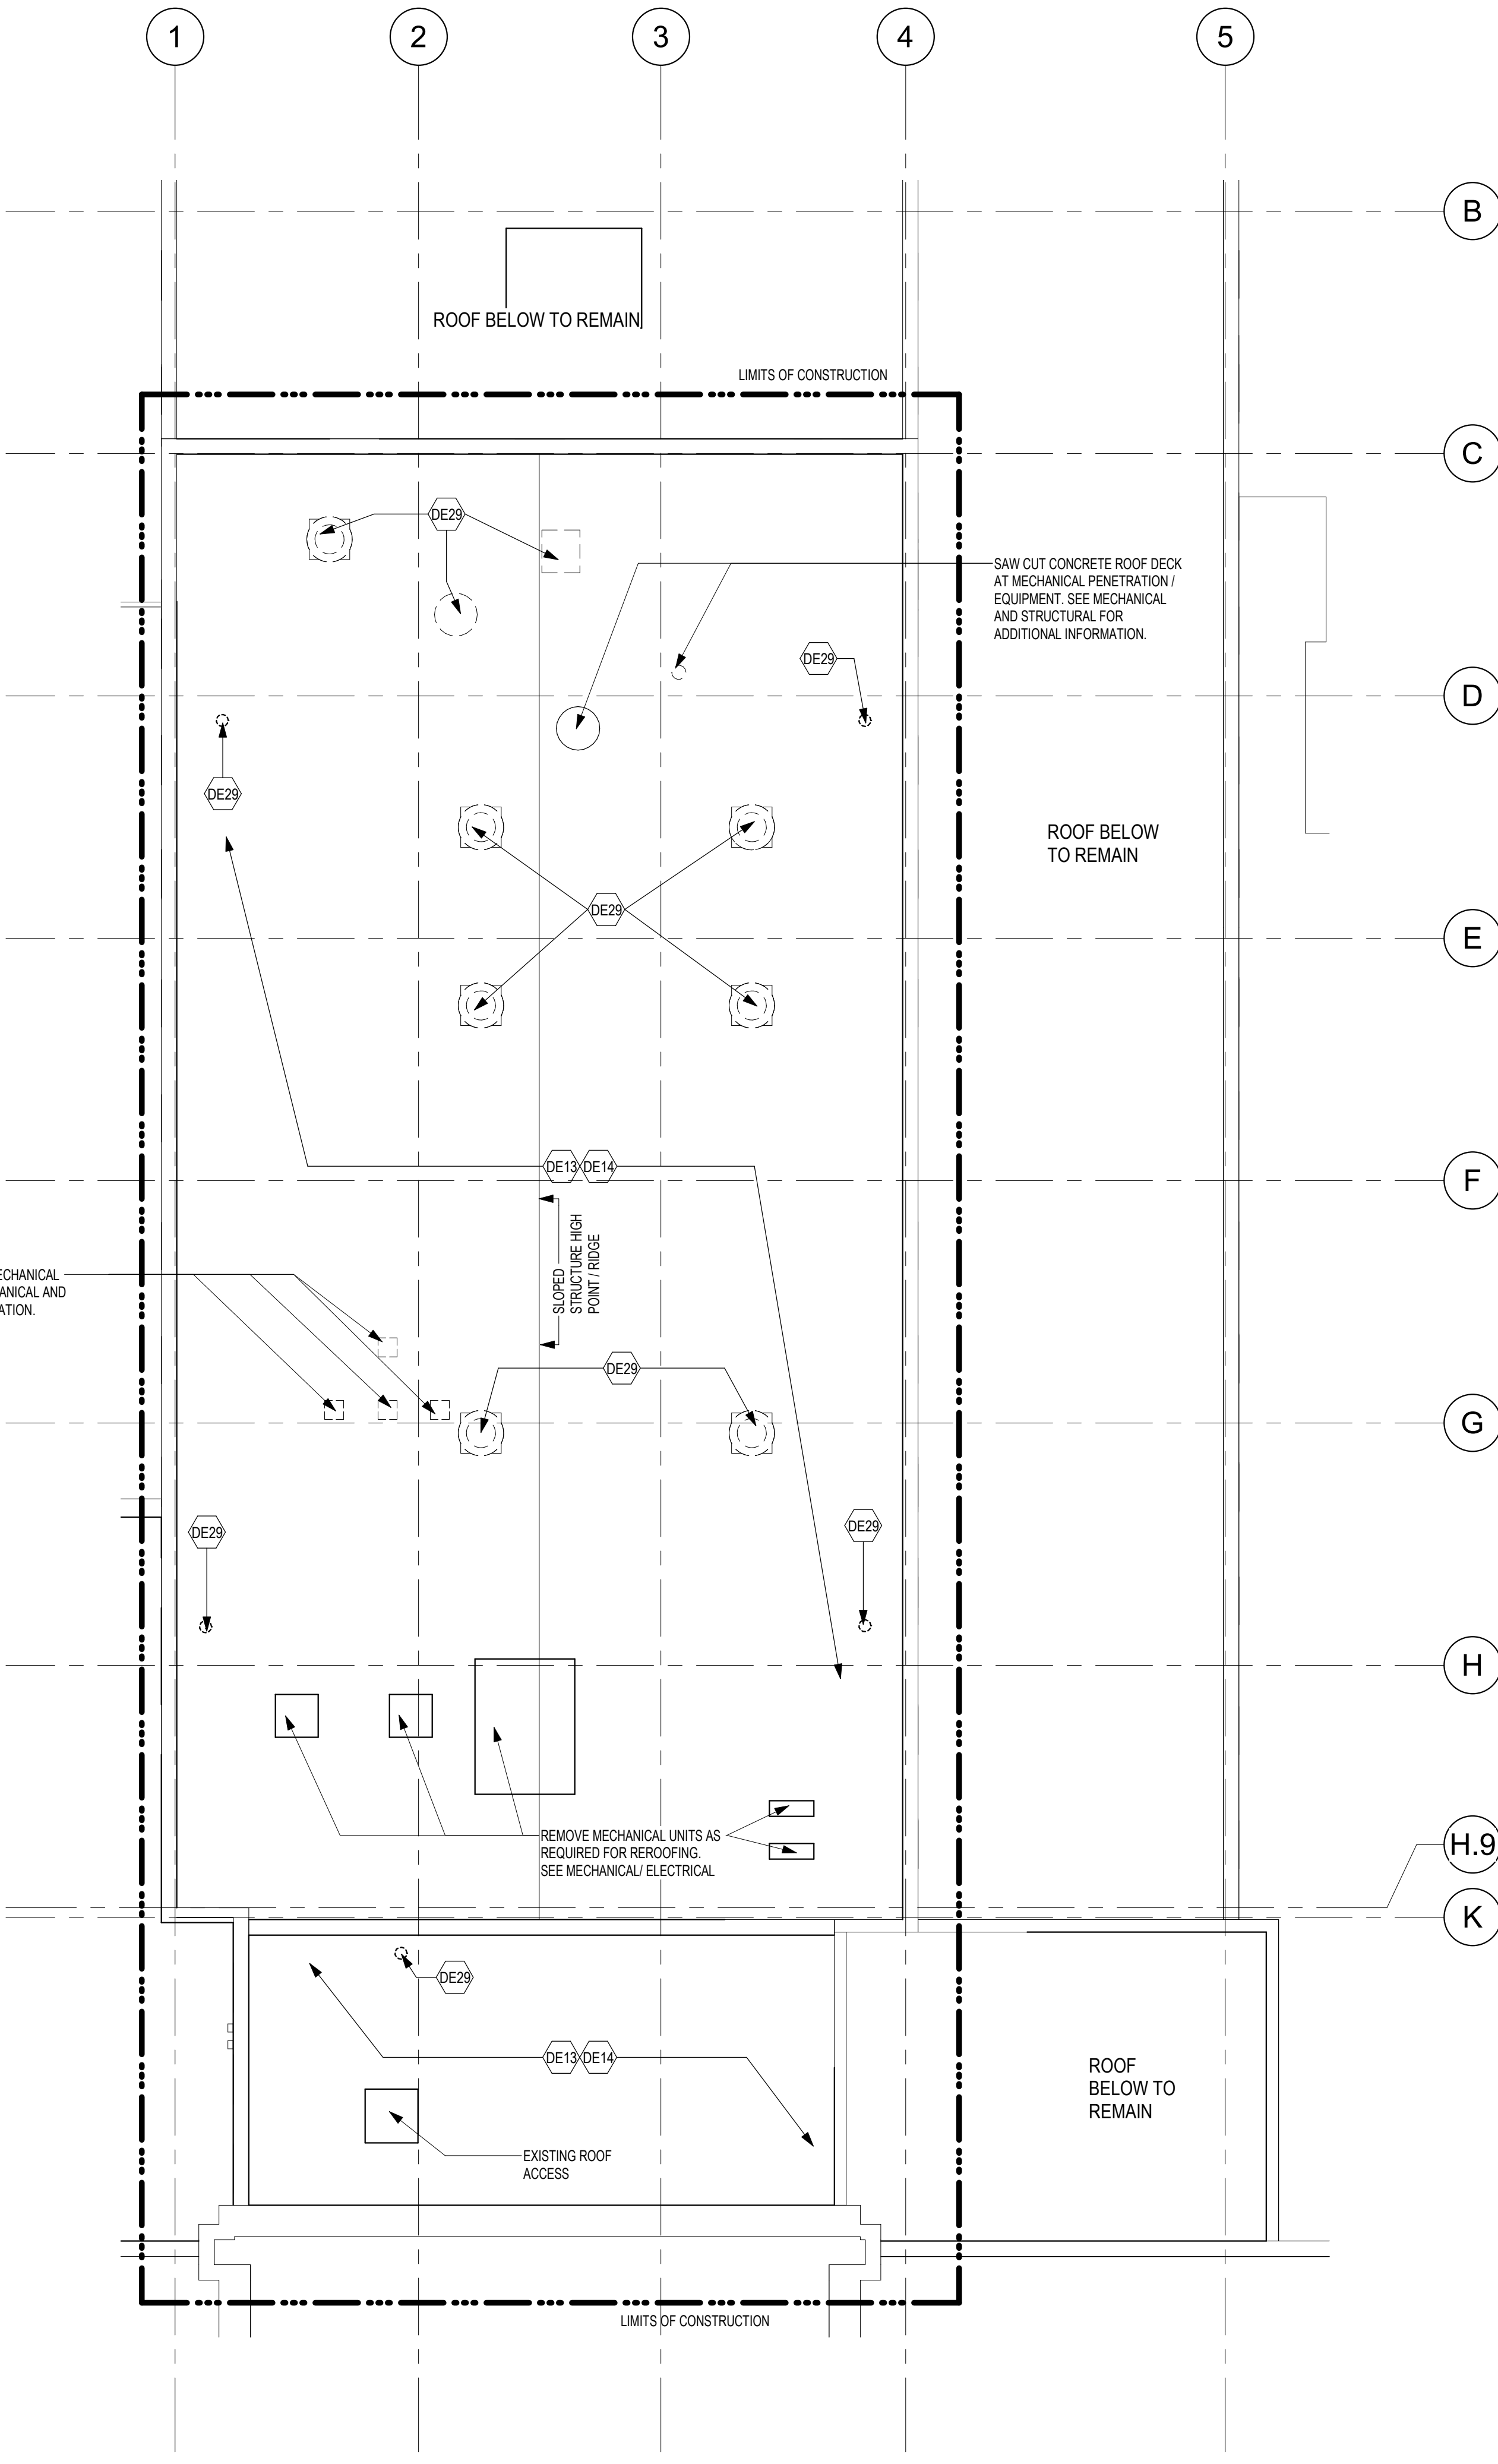 1
2
3
4
5
B
ROOF BELOW TO REMAIN
LIMITS OF CONSTRUCTION
C
DE29
SAW CUT CONCRETE ROOF DECK
AT MECHANICAL PENETRATION /
EQUIPMENT. SEE MECHANICAL
AND STRUCTURAL FOR
ADDITIONAL INFORMATION.
DE29
D
DE29
ROOF BELOW
TO REMAIN
DE29
E
DE13 DE14
F
SLOPED
STRUCTURE HIGH
POINT / RIDGE
ECHANICAL
ANICAL AND
ATION.
DE29
G
DE29
DE29
H
REMOVE MECHANICAL UNITS AS
REQUIRED FOR REROOFING.
SEE MECHANICAL/ ELECTRICAL
H.9
K
DE29
DE13 DE14
ROOF
BELOW TO
REMAIN
EXISTING ROOF
ACCESS
LIMITS OF CONSTRUCTION